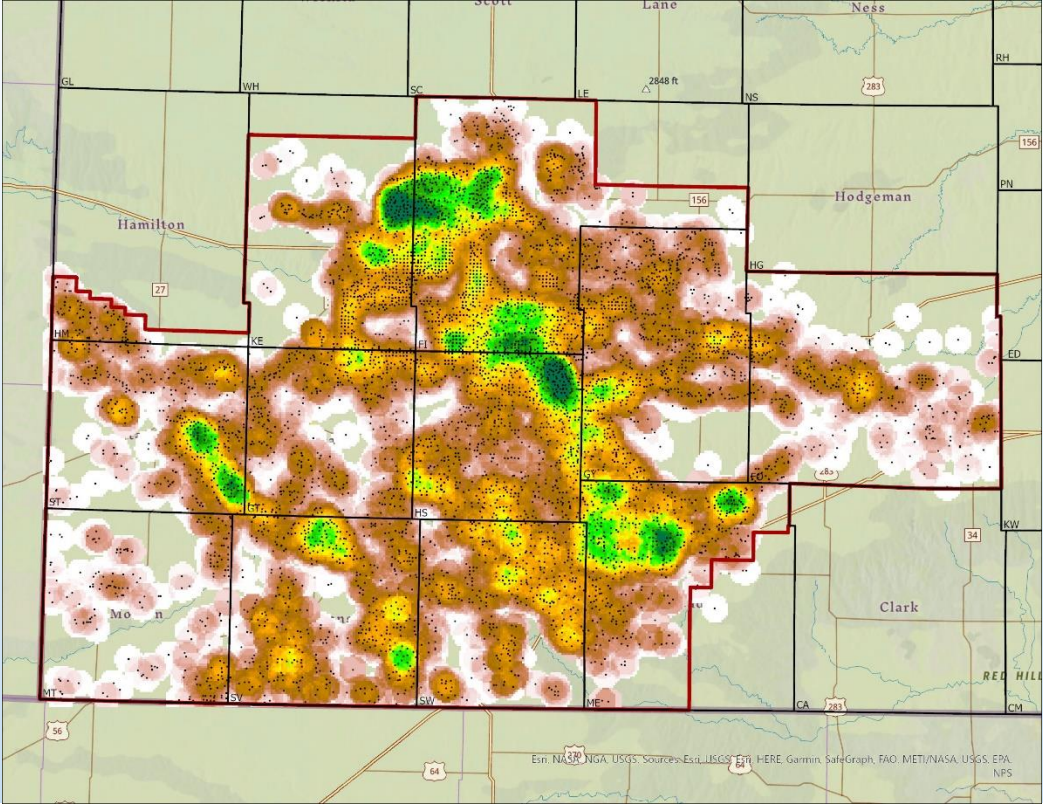 Scott
Lane
Ness
GL
WH
SC
LE
2848 ft
NS
RH
283
156
PN
156
Hodgeman
Hamilton
HG
27
HM
KE
FI
ED
GY
FO
283
ST
GT
HS
KW
34
Clark
RED HILL
MT
SV
SW
ME
CA
283
CM
56
270
64
64
Esri, NASA, NGA, USGS, Sources: Esri, USGS, Esri, HERE, Garmin, SafeGraph, FAO, METI/NASA, USGS, EPA,
NPS